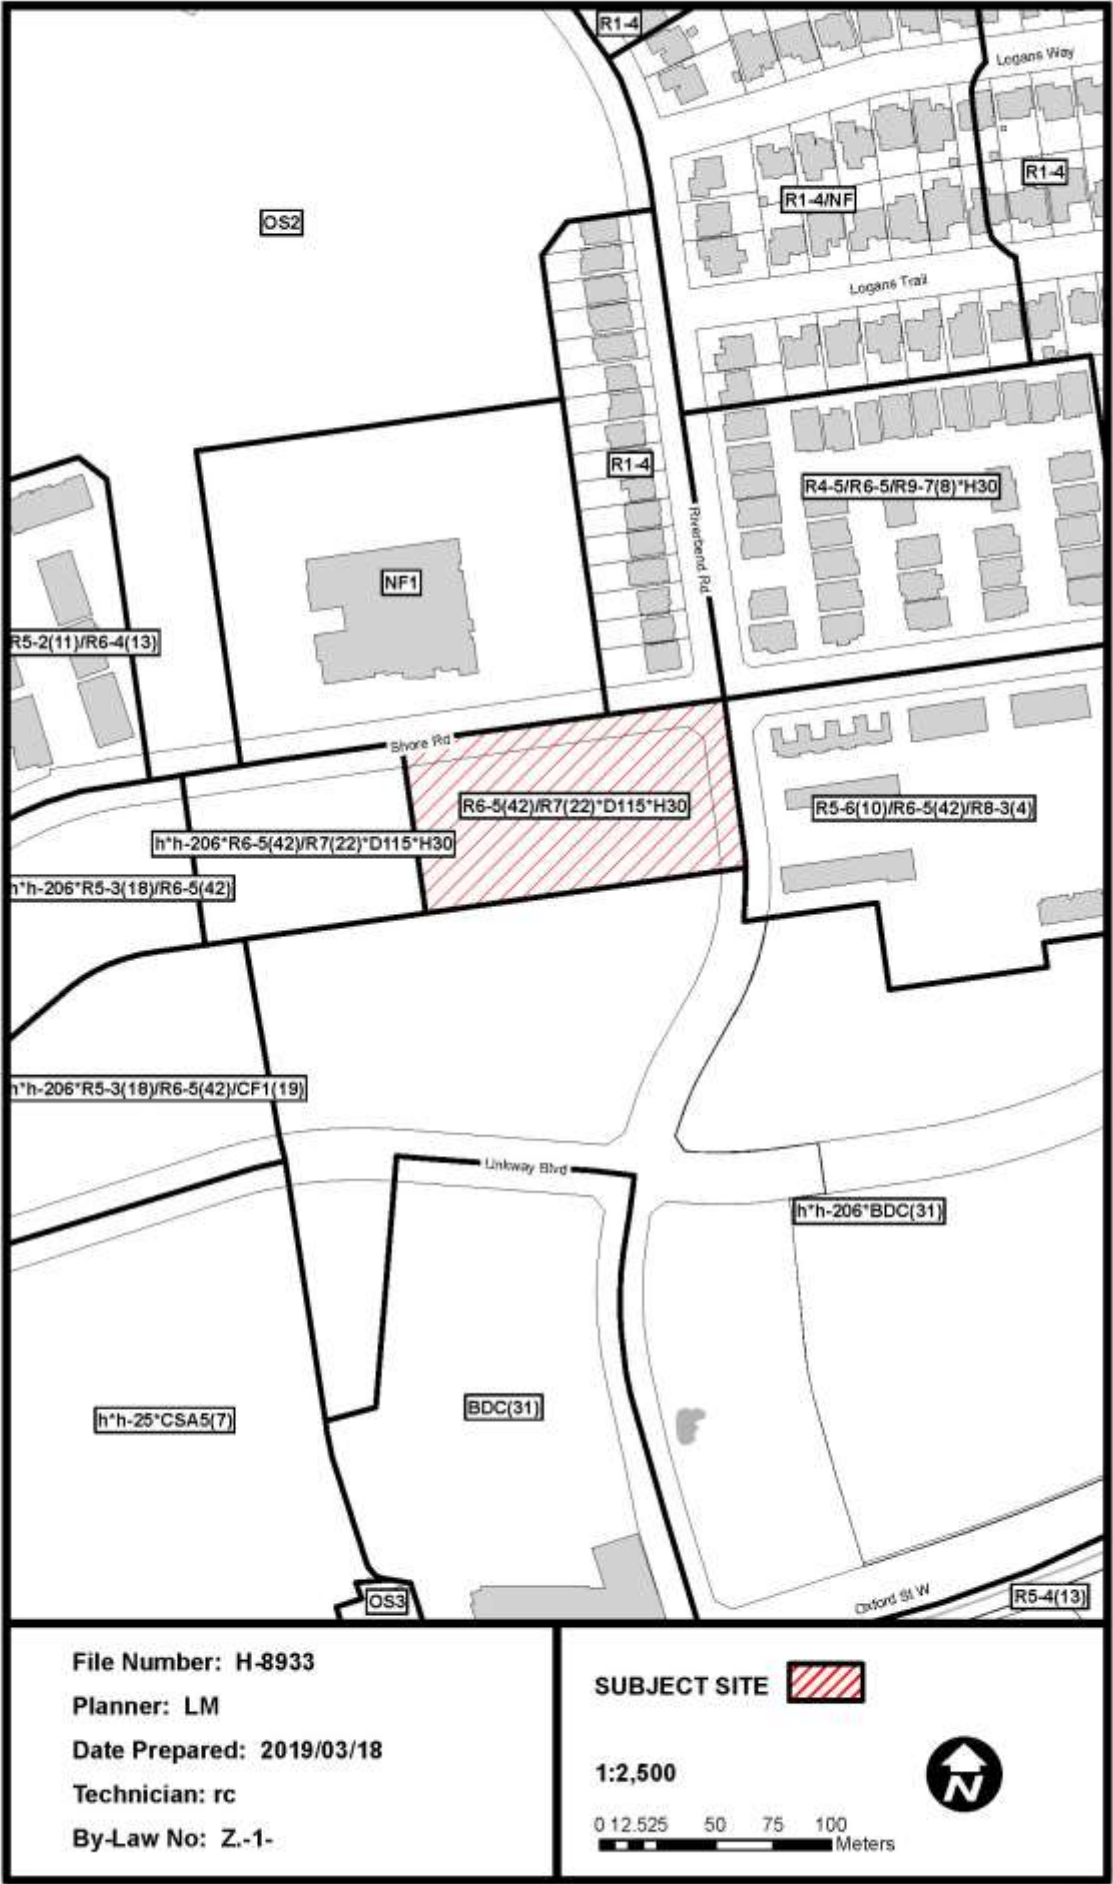 R1-4
Logans Way
R1-4
R1-4/NF
OS2
Logans Trail
R1-4
R4-5/R6-5/R9-7(8)*H30
Riverbend Rd
NF1
R5-2(11)/R6-4(13)
Shore Rd
R6-5(42)/R7(22)*D115*H30
R5-6(10)/R6-5(42)/R8-3(4)
h*h-206*R6-5(42)/R7(22)*D115*H30
h*h-206*R5-3(18)/R6-5(42)
h*h-206*R5-3(18)/R6-5(42)/CF1(19)
Linkway Blvd
h*h-206*BDC(31)
BDC(31)
h*h-25*CSA5(7)
Oxford St W
R5-4(13)
OS3
File Number: H-8933
Planner: LM
Date Prepared: 2019/03/18
Technician: rc
By-Law No: Z.-1-
SUBJECT SITE
1:2,500
N
0 12.525 50 75 100
Meters